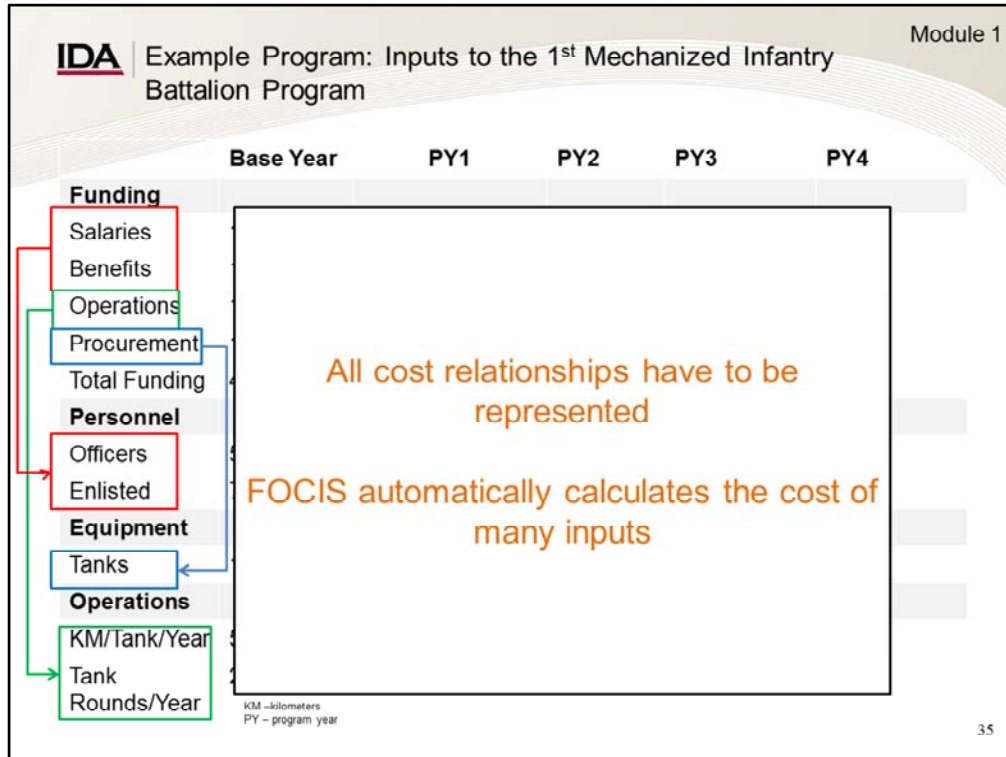 Module 1
IDA Example Program: Inputs to the 1st Mechanized Infantry
Battalion Program
Base Year PY1 PY2 PY3 PY4
Funding
Salaries
Benefits
Operations
Procurement
Total Funding
Personnel
Officers
Enlisted
Equipment
Tanks
Operations
KM/Tank/Year
Tank
Rounds/Year
All cost relationships have to be
represented
FOCIS automatically calculates the cost of
many inputs
KM –kilometers
PY – program year
35